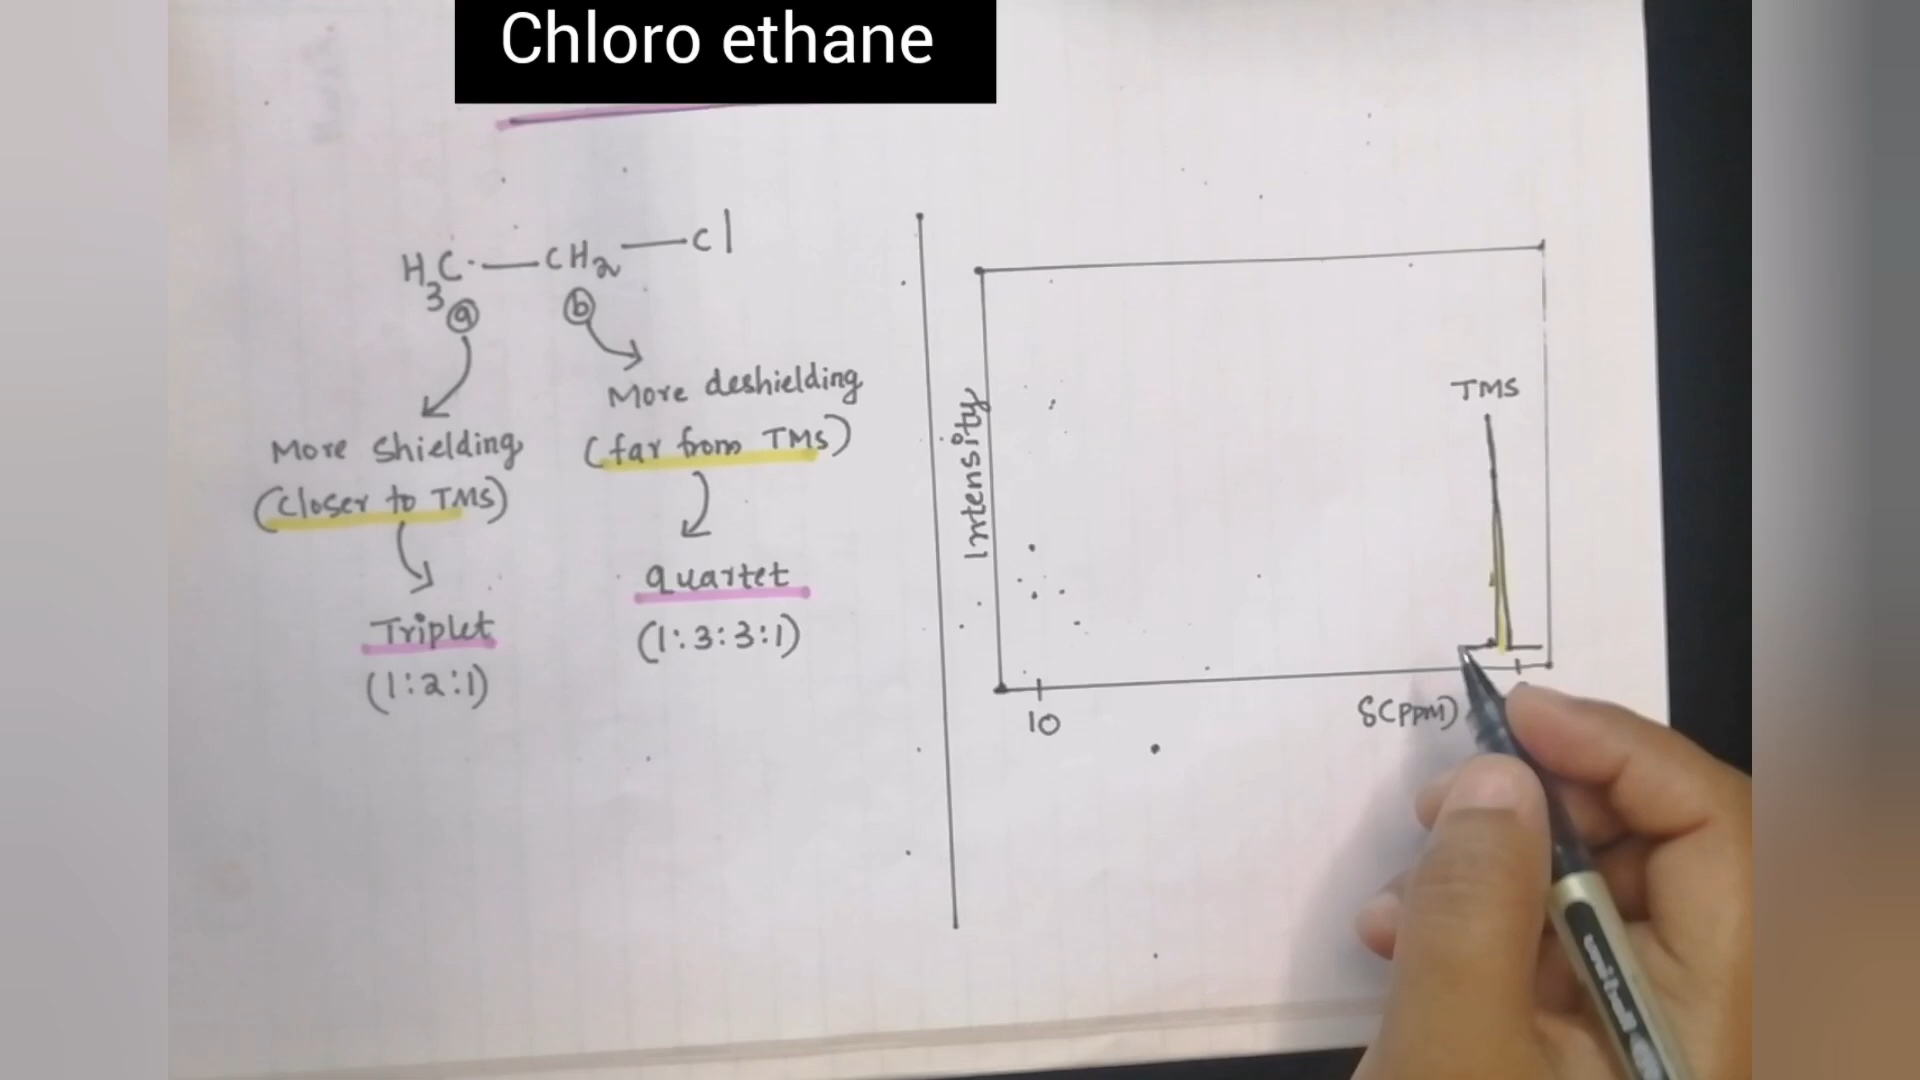 Chloro ethane
H3C — CH2 — Cl
a b
More shielding
(closer to TMS)
Triplet
(1:2:1)
More deshielding
(far from TMS)
quartet
(1:3:3:1)
Intensity
TMS
10
δ(PPM)